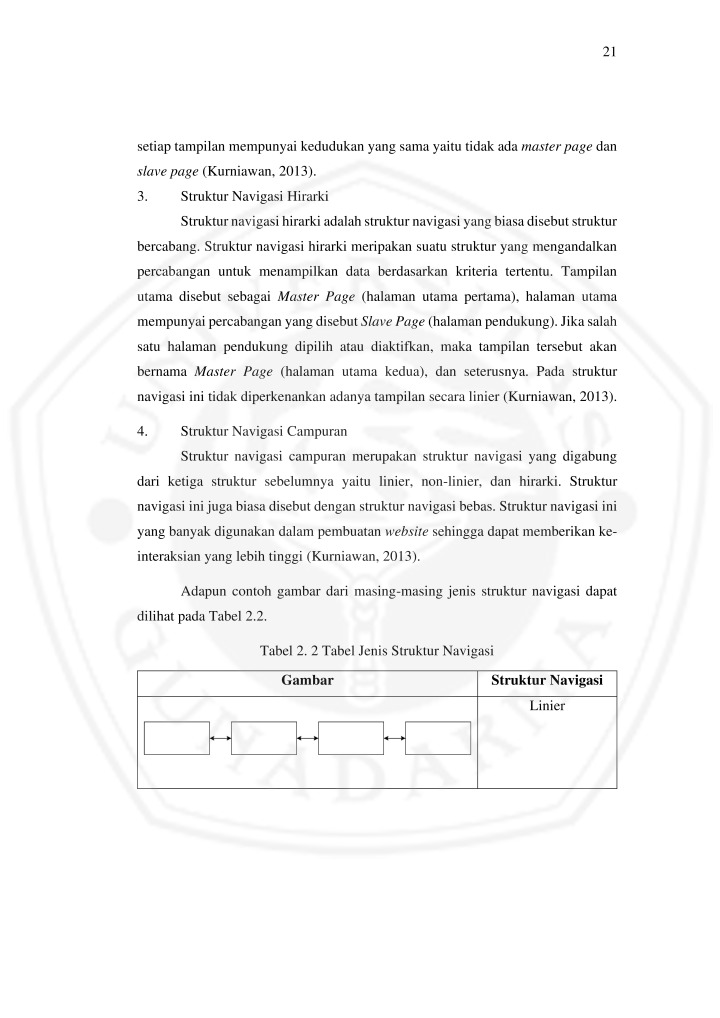 21
setiap tampilan mempunyai kedudukan yang sama yaitu tidak ada master page dan
slave page (Kurniawan, 2013).
3. Struktur Navigasi Hirarki
Struktur navigasi hirarki adalah struktur navigasi yang biasa disebut struktur
bercabang. Struktur navigasi hirarki meripakan suatu struktur yang mengandalkan
percabangan untuk menampilkan data berdasarkan kriteria tertentu. Tampilan
utama disebut sebagai Master Page (halaman utama pertama), halaman utama
mempunyai percabangan yang disebut Slave Page (halaman pendukung). Jika salah
satu halaman pendukung dipilih atau diaktifkan, maka tampilan tersebut akan
bernama Master Page (halaman utama kedua), dan seterusnya. Pada struktur
navigasi ini tidak diperkenankan adanya tampilan secara linier (Kurniawan, 2013).
4. Struktur Navigasi Campuran
Struktur navigasi campuran merupakan struktur navigasi yang digabung
dari ketiga struktur sebelumnya yaitu linier, non-linier, dan hirarki. Struktur
navigasi ini juga biasa disebut dengan struktur navigasi bebas. Struktur navigasi ini
yang banyak digunakan dalam pembuatan website sehingga dapat memberikan ke-
interaksian yang lebih tinggi (Kurniawan, 2013).
Adapun contoh gambar dari masing-masing jenis struktur navigasi dapat
dilihat pada Tabel 2.2.
Tabel 2. 2 Tabel Jenis Struktur Navigasi
Gambar Struktur Navigasi
Linier
UNIVERSITAS
GUNADARMA